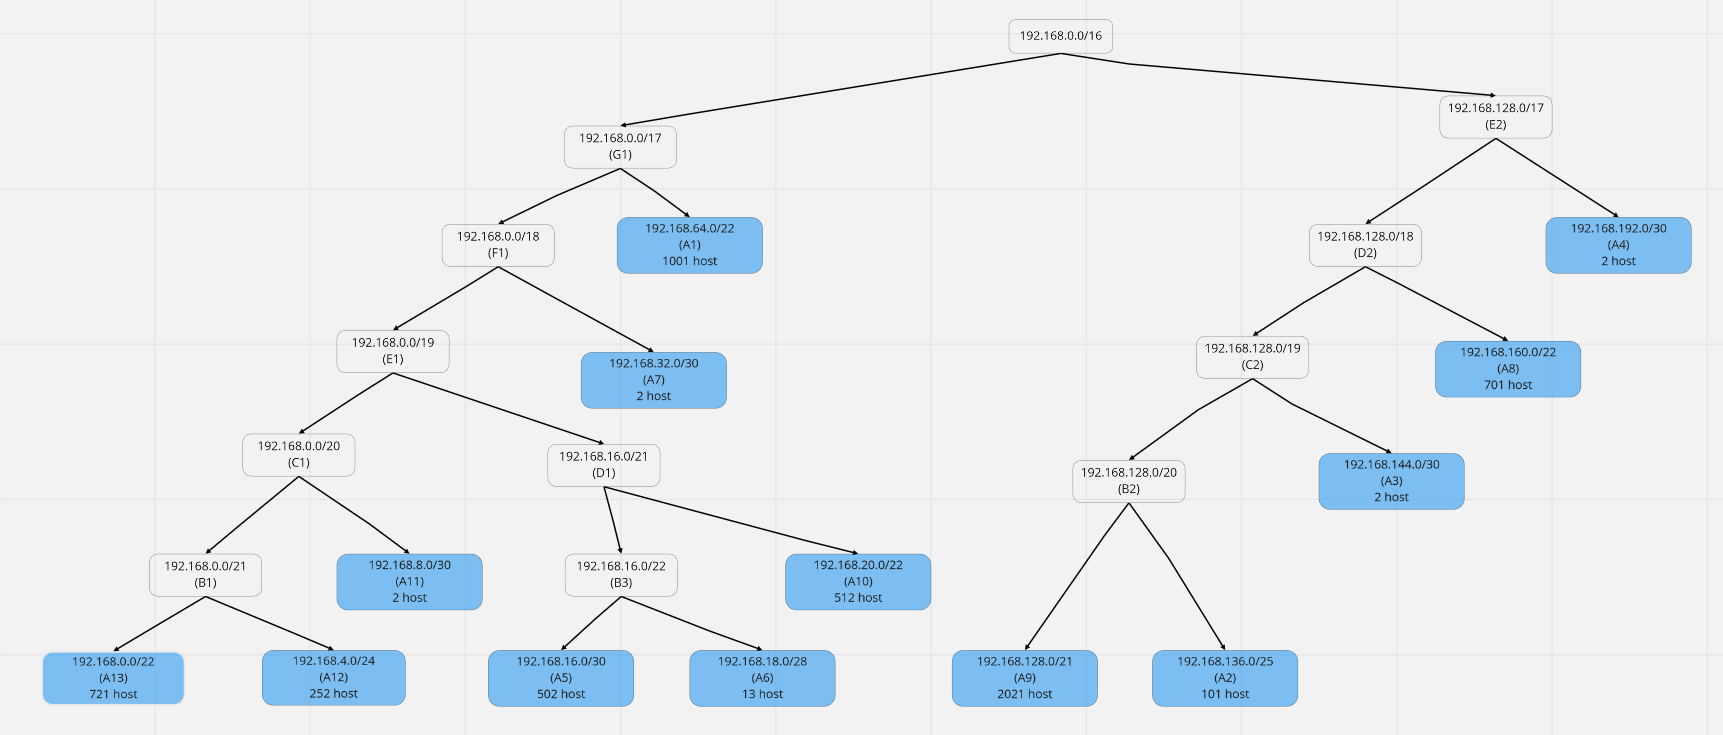 192.168.0.0/16
192.168.128.0/17
(E2)
192.168.0.0/17
(G1)
192.168.0.0/18
(F1)
192.168.64.0/22
(A1)
1001 host
192.168.128.0/18
(D2)
192.168.192.0/30
(A4)
2 host
192.168.0.0/19
(E1)
192.168.32.0/30
(A7)
2 host
192.168.128.0/19
(C2)
192.168.160.0/22
(A8)
701 host
192.168.0.0/20
(C1)
192.168.16.0/21
(D1)
192.168.128.0/20
(B2)
192.168.144.0/30
(A3)
2 host
192.168.0.0/21
(B1)
192.168.8.0/30
(A11)
2 host
192.168.16.0/22
(B3)
192.168.20.0/22
(A10)
512 host
192.168.0.0/22
(A13)
721 host
192.168.4.0/24
(A12)
252 host
192.168.16.0/30
(A5)
502 host
192.168.18.0/28
(A6)
13 host
192.168.128.0/21
(A9)
2021 host
192.168.136.0/25
(A2)
101 host